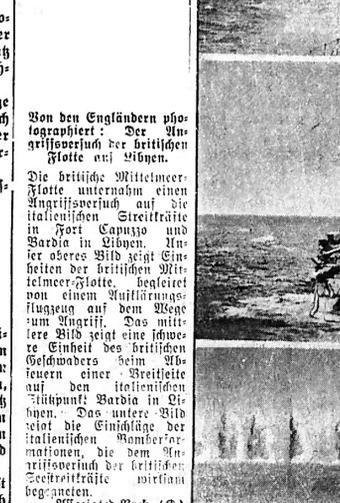 Von den Engländern pho-
tographiert: Der An-
griffsversuch der britischen
Flotte auf Libyen.
Die britische Mittelmeer-
Flotte unternahm einen
Angriffsversuch auf die
italienischen Streitkräfte
in Fort Capuzzo und
Bardia in Libyen. Un-
ser oberes Bild zeigt Ein-
heiten der britischen Mit-
telmeer-Flotte, begleitet
von einem Aufklärungs-
flugzeug auf dem Wege
zum Angriff. Das mitt-
lere Bild zeigt eine schwe-
re Einheit des britischen
Geschwaders beim Ab-
feuern einer Breitseite
auf den italienischen
Stützpunkt Bardia in Li-
byen. Das untere Bild
zeigt die Einschläge der
italienischen Bomberfor-
mationen, die dem An-
griffsversuch der britischen
Seestreitkräfte wirksam
begegneten.